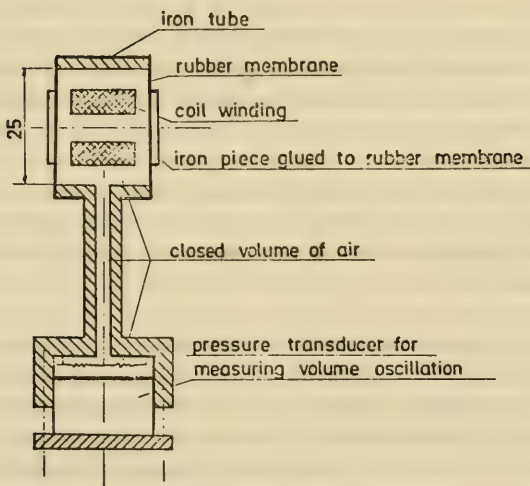 iron tube
rubber membrane
coil winding
25
iron piece glued to rubber membrane
closed volume of air
pressure transducer for
measuring volume oscillation